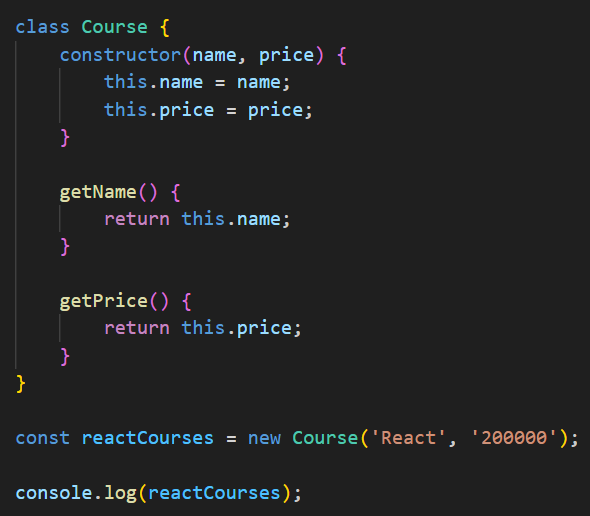 class Course {
    constructor(name, price) {
        this.name = name;
        this.price = price;
    }

    getName() {
        return this.name;
    }

    getPrice() {
        return this.price;
    }
}

const reactCourses = new Course('React', '200000');

console.log(reactCourses);